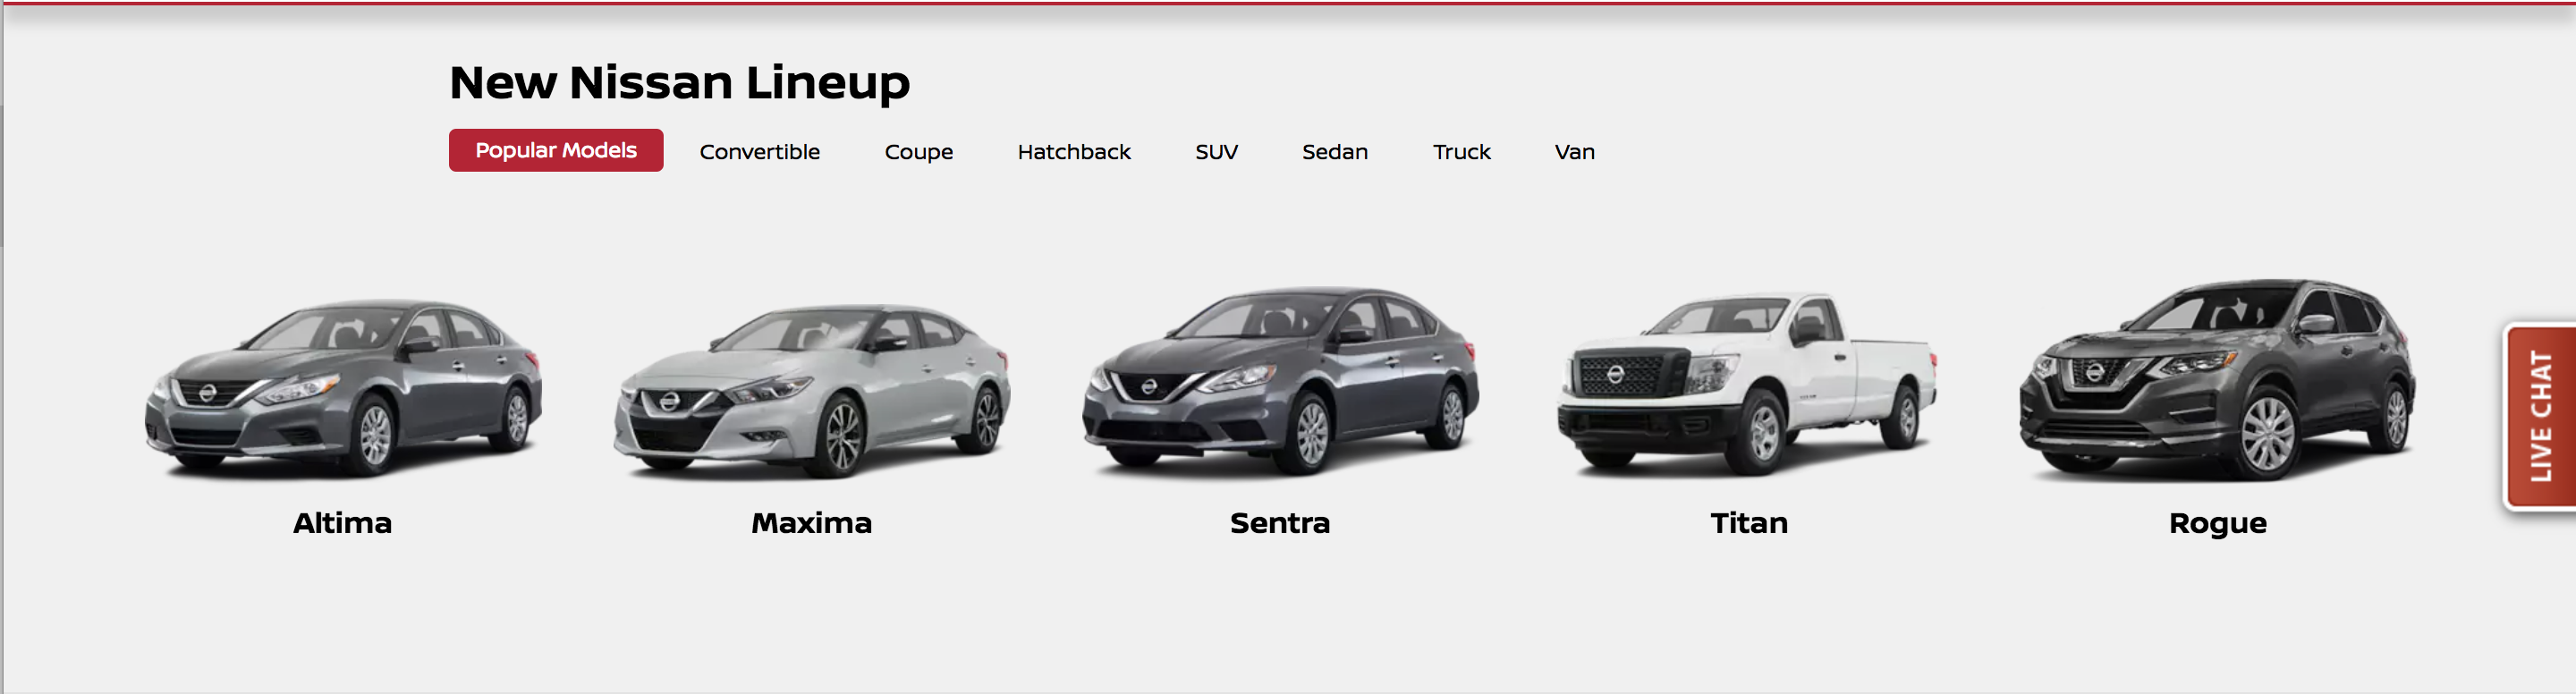 New Nissan Lineup
Popular Models Convertible Coupe Hatchback SUV Sedan Truck Van
Altima Maxima Sentra Titan Rogue
LIVE CHAT